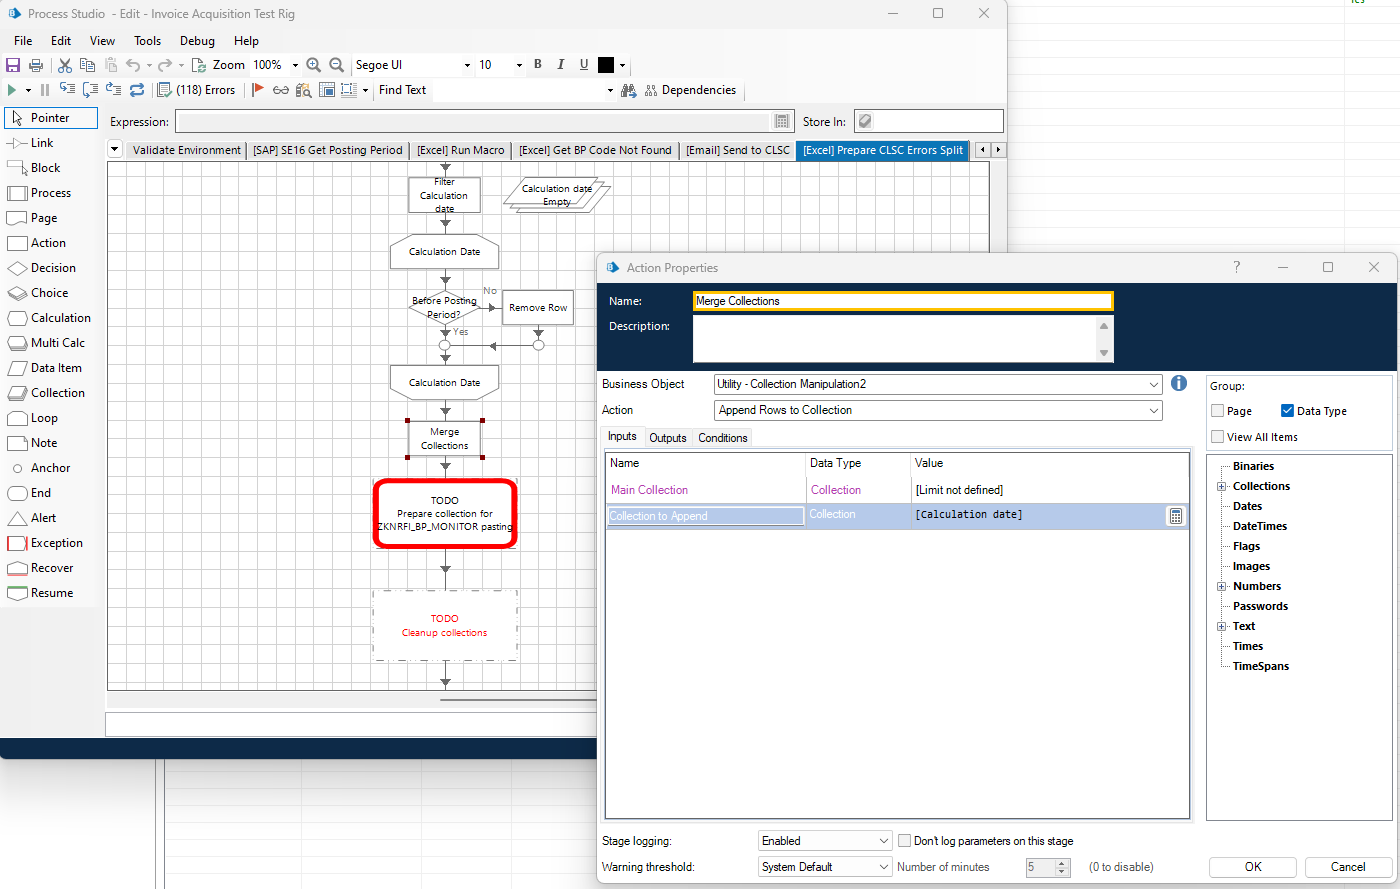 Process Studio  - Edit - Invoice Acquisition Test Rig
File Edit View Tools Debug Help
Zoom 100% Segoe UI 10 B I U
(118) Errors Find Text Dependencies
Pointer
Link
Block
Process
Page
Action
Decision
Choice
Calculation
Multi Calc
Data Item
Collection
Loop
Note
Anchor
End
Alert
Exception
Recover
Resume
Expression: Store In:
Validate Environment [SAP] SE16 Get Posting Period [Excel] Run Macro [Excel] Get BP Code Not Found [Email] Send to CLSC [Excel] Prepare CLSC Errors Split
Filter
Calculation
date
Calculation date
Empty
Calculation Date
Before Posting
Period?
No
Remove Row
Yes
Calculation Date
Merge
Collections
TODO
Prepare collection for
ZKNRFI_BP_MONITOR pasting
TODO
Cleanup collections
Action Properties
?
Name: Merge Collections
Description:
Business Object Utility - Collection Manipulation2
Action Append Rows to Collection
Inputs Outputs Conditions
Name Data Type Value
Main Collection Collection [Limit not defined]
Collection to Append Collection [Calculation date]
Group:
Page Data Type
View All Items
Binaries
Collections
Dates
DateTimes
Flags
Images
Numbers
Passwords
Text
Times
TimeSpans
Stage logging: Enabled Don't log parameters on this stage
Warning threshold: System Default Number of minutes 5 (0 to disable)
OK Cancel